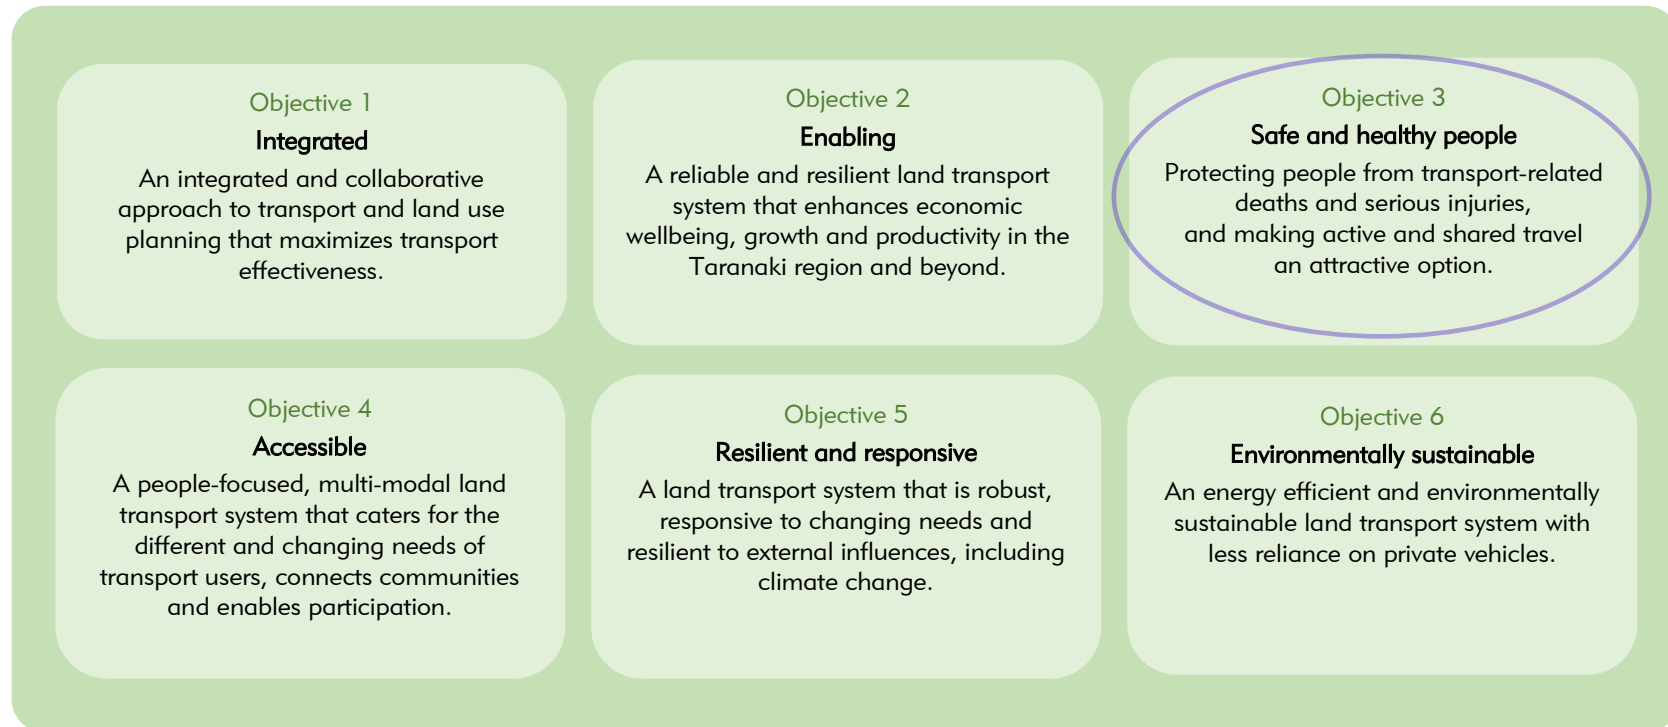 Objective 1
Integrated
An integrated and collaborative
approach to transport and land use
planning that maximizes transport
effectiveness.
Objective 2
Enabling
A reliable and resilient land transport
system that enhances economic
wellbeing, growth and productivity in the
Taranaki region and beyond.
Objective 3
Safe and healthy people
Protecting people from transport-related
deaths and serious injuries,
and making active and shared travel
an attractive option.
Objective 4
Accessible
A people-focused, multi-modal land
transport system that caters for the
different and changing needs of
transport users, connects communities
and enables participation.
Objective 5
Resilient and responsive
A land transport system that is robust,
responsive to changing needs and
resilient to external influences, including
climate change.
Objective 6
Environmentally sustainable
An energy efficient and environmentally
sustainable land transport system with
less reliance on private vehicles.